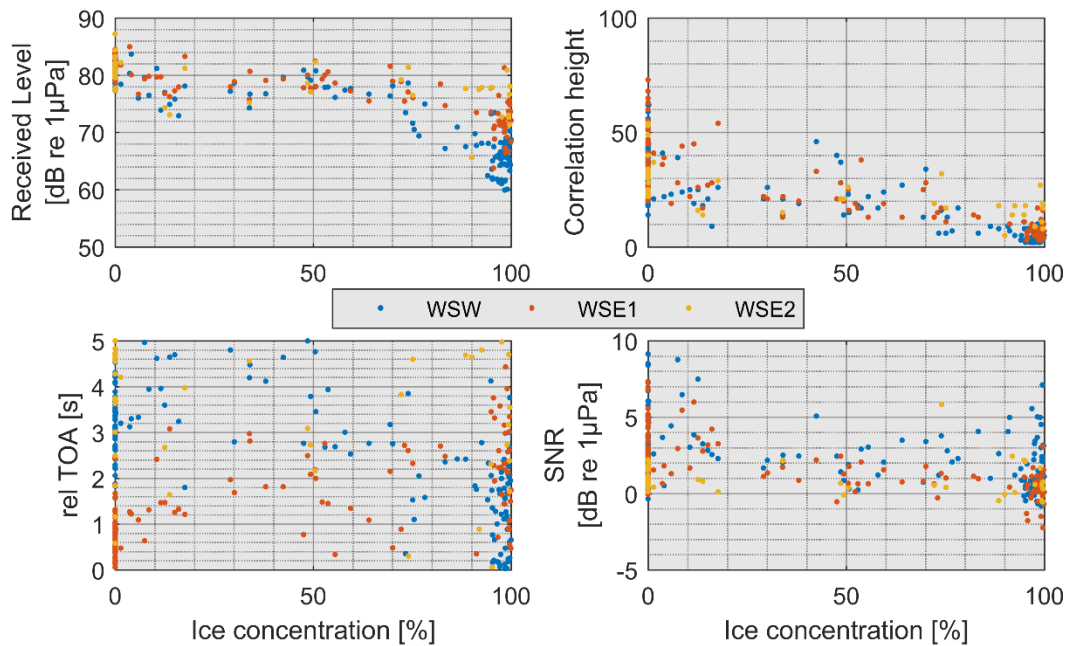 90
80
70
60
50
Received Level
[dB re 1µPa]
0
50
100
100
50
0
Correlation height
0
50
100
WSW
WSE1
WSE2
5
4
3
2
1
0
rel TOA [s]
0
50
100
Ice concentration [%]
10
5
0
-5
SNR
[dB re 1µPa]
0
50
100
Ice concentration [%]